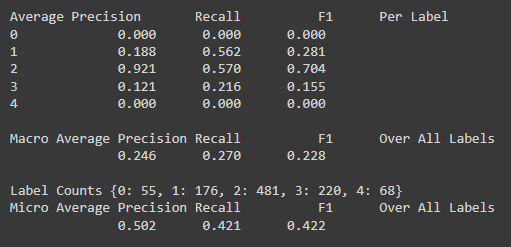 Average Precision Recall F1 Per Label
0 0.000 0.000 0.000
1 0.188 0.562 0.281
2 0.921 0.570 0.704
3 0.121 0.216 0.155
4 0.000 0.000 0.000
Macro Average Precision Recall F1 Over All Labels
0.246 0.270 0.228
Label Counts {0: 55, 1: 176, 2: 481, 3: 220, 4: 68}
Micro Average Precision Recall F1 Over All Labels
0.502 0.421 0.422